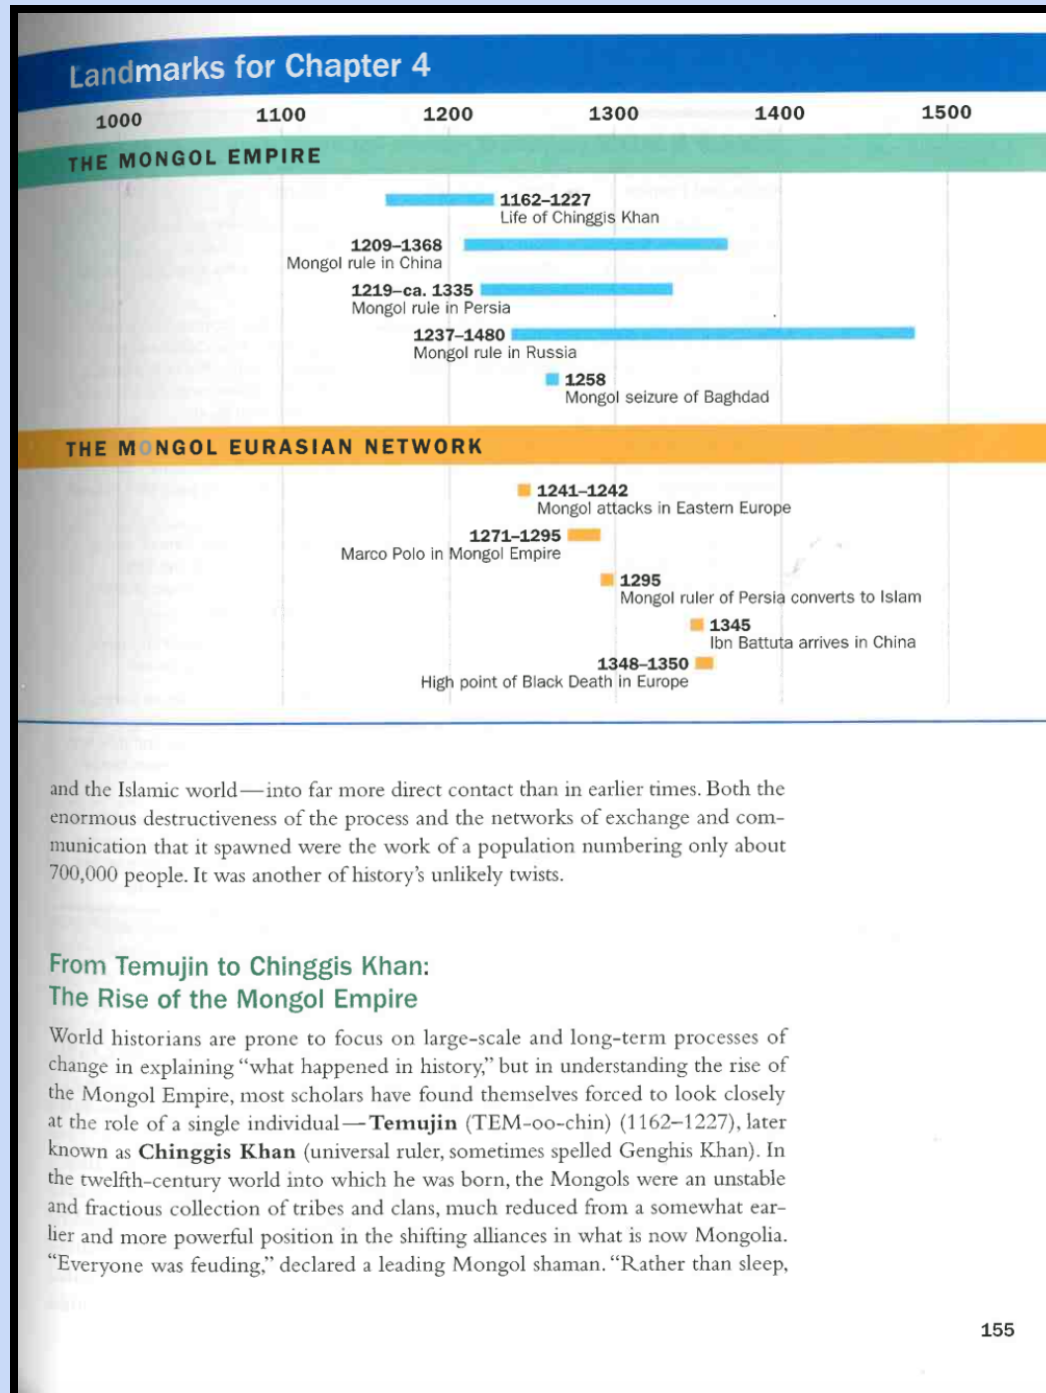 Landmarks for Chapter 4
1000 1100 1200 1300 1400 1500
THE MONGOL EMPIRE
1162–1227
Life of Chinggis Khan
1209–1368
Mongol rule in China
1219–ca. 1335
Mongol rule in Persia
1237–1480
Mongol rule in Russia
1258
Mongol seizure of Baghdad
THE MONGOL EURASIAN NETWORK
1241–1242
Mongol attacks in Eastern Europe
1271–1295
Marco Polo in Mongol Empire
1295
Mongol ruler of Persia converts to Islam
1345
Ibn Battuta arrives in China
1348–1350
High point of Black Death in Europe
and the Islamic world—into far more direct contact than in earlier times. Both the
enormous destructiveness of the process and the networks of exchange and com-
munication that it spawned were the work of a population numbering only about
700,000 people. It was another of history's unlikely twists.
From Temujin to Chinggis Khan:
The Rise of the Mongol Empire
World historians are prone to focus on large-scale and long-term processes of
change in explaining “what happened in history,” but in understanding the rise of
the Mongol Empire, most scholars have found themselves forced to look closely
at the role of a single individual—Temujin (TEM-oo-chin) (1162–1227), later
known as Chinggis Khan (universal ruler, sometimes spelled Genghis Khan). In
the twelfth-century world into which he was born, the Mongols were an unstable
and fractious collection of tribes and clans, much reduced from a somewhat ear-
lier and more powerful position in the shifting alliances in what is now Mongolia.
“Everyone was feuding,” declared a leading Mongol shaman. “Rather than sleep,
155